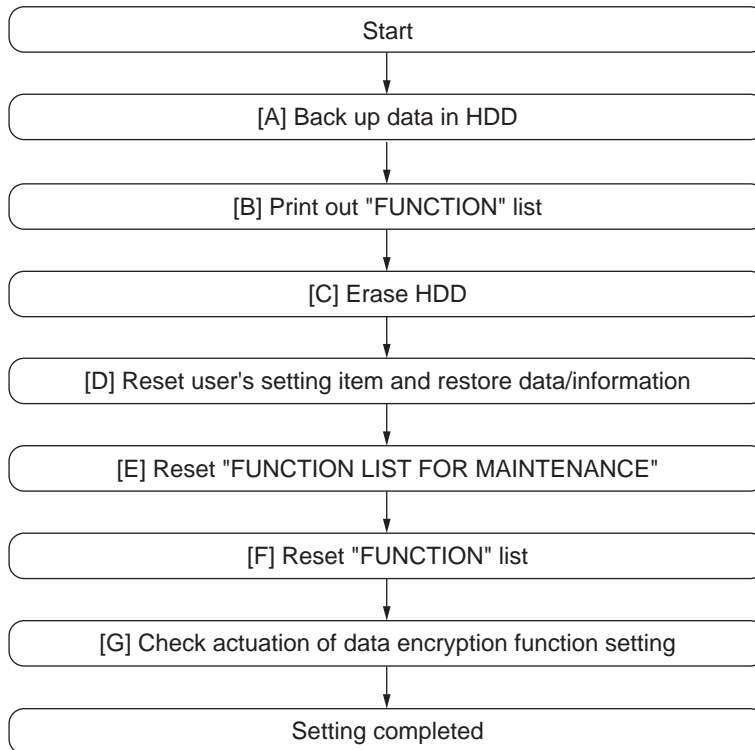 Start
[A] Back up data in HDD
[B] Print out "FUNCTION" list
[C] Erase HDD
[D] Reset user's setting item and restore data/information
[E] Reset "FUNCTION LIST FOR MAINTENANCE"
[F] Reset "FUNCTION" list
[G] Check actuation of data encryption function setting
Setting completed